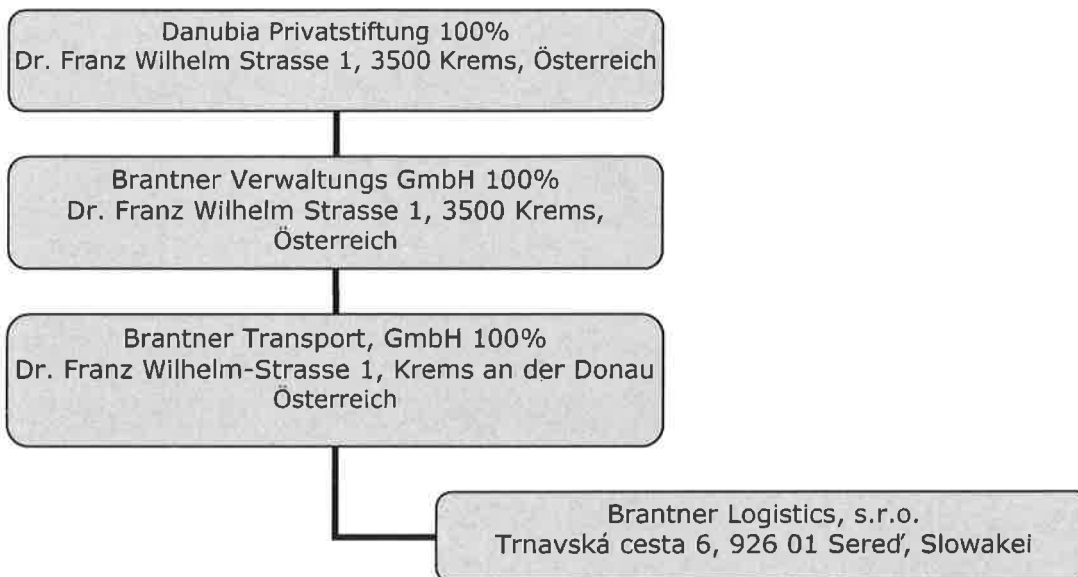 Danubia Privatstiftung 100%
Dr. Franz Wilhelm Strasse 1, 3500 Krems, Österreich
Brantner Verwaltungs GmbH 100%
Dr. Franz Wilhelm Strasse 1, 3500 Krems,
Österreich
Brantner Transport, GmbH 100%
Dr. Franz Wilhelm-Strasse 1, Krems an der Donau
Österreich
Brantner Logistics, s.r.o.
Trnavská cesta 6, 926 01 Sereď, Slowakei